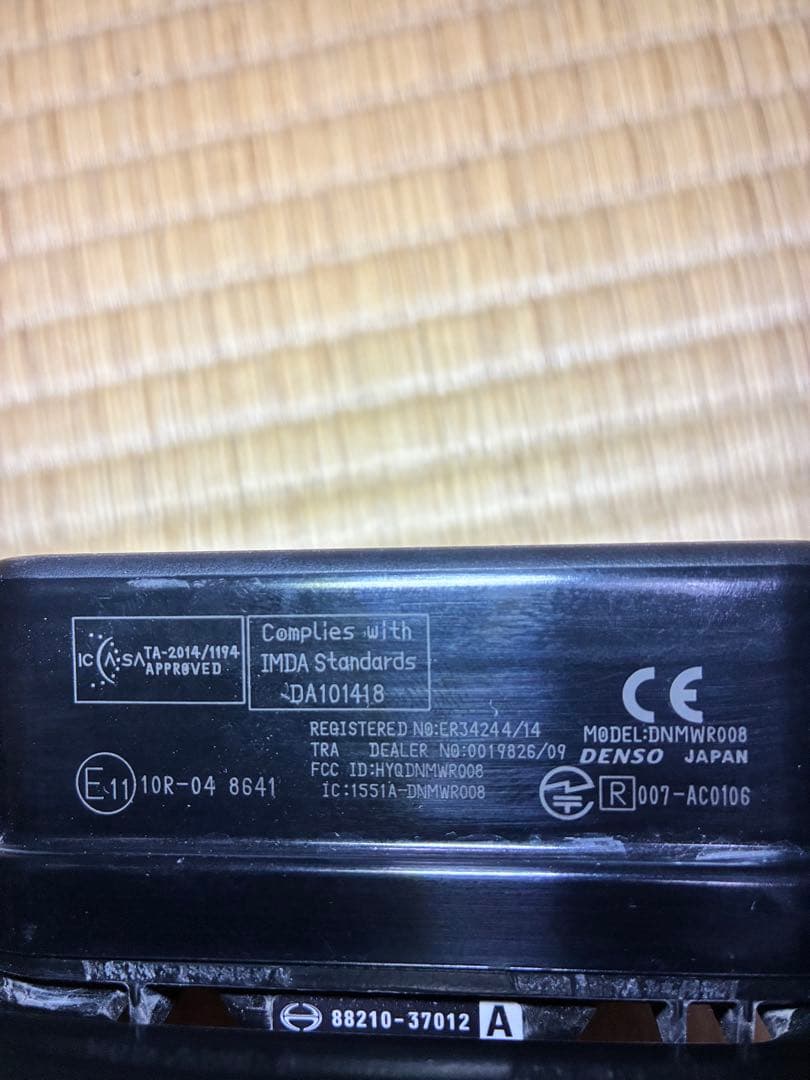 ICASA TA-2014/1194
APPROVED
Complies with
IMDA Standards
DA101418
CE
REGISTERED NO:ER34244/14
TRA DEALER NO:0019826/09
FCC ID:HYQDNMWR008
IC:1551A-DNMWR008
MODEL:DNMWR008
DENSO JAPAN
E11 10R-04 8641
R 007-AC0106
88210-37012 A